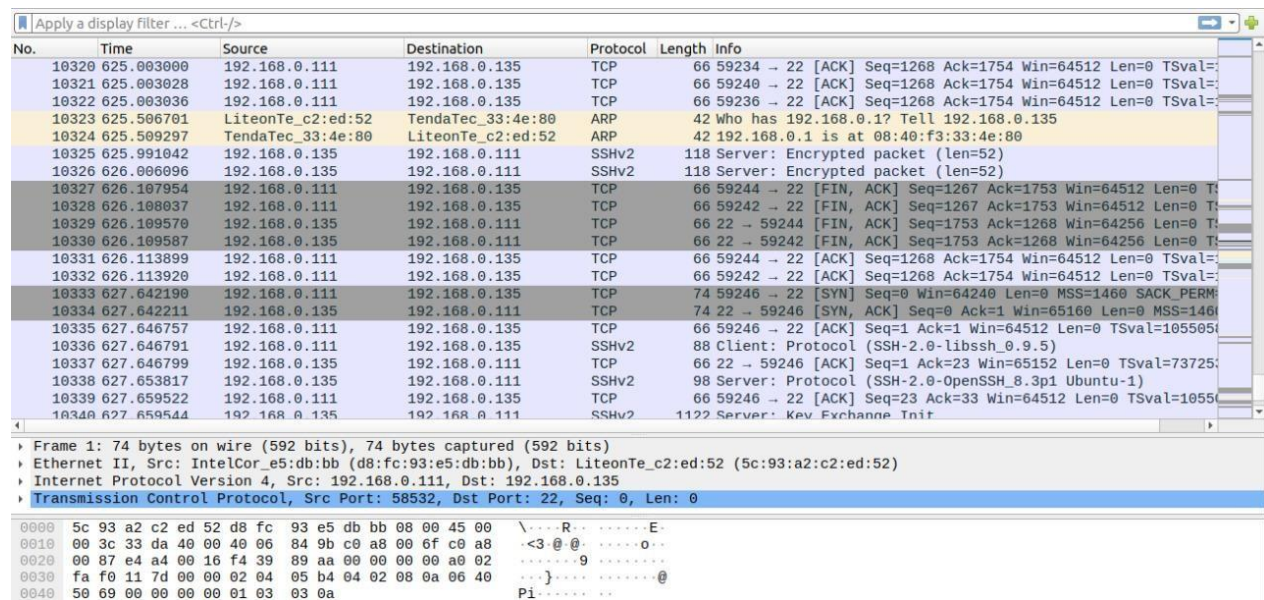 Apply a display filter … <Ctrl-/>
No. Time Source Destination Protocol Length Info
10320 625.003000 192.168.0.111 192.168.0.135 TCP 66 59234 → 22 [ACK] Seq=1268 Ack=1754 Win=64512 Len=0 TSval=
10321 625.003028 192.168.0.111 192.168.0.135 TCP 66 59240 → 22 [ACK] Seq=1268 Ack=1754 Win=64512 Len=0 TSval=
10322 625.003036 192.168.0.111 192.168.0.135 TCP 66 59236 → 22 [ACK] Seq=1268 Ack=1754 Win=64512 Len=0 TSval=
10323 625.506701 LiteonTe_c2:ed:52 TendaTec_33:4e:80 ARP 42 Who has 192.168.0.1? Tell 192.168.0.135
10324 625.509297 TendaTec_33:4e:80 LiteonTe_c2:ed:52 ARP 42 192.168.0.1 is at 08:40:f3:33:4e:80
10325 625.991042 192.168.0.135 192.168.0.111 SSHv2 118 Server: Encrypted packet (len=52)
10326 626.006096 192.168.0.135 192.168.0.111 SSHv2 118 Server: Encrypted packet (len=52)
10327 626.107954 192.168.0.111 192.168.0.135 TCP 66 59244 → 22 [FIN, ACK] Seq=1267 Ack=1753 Win=64512 Len=0
10328 626.108037 192.168.0.111 192.168.0.135 TCP 66 59242 → 22 [FIN, ACK] Seq=1267 Ack=1753 Win=64512 Len=0
10329 626.109570 192.168.0.135 192.168.0.111 TCP 66 22 → 59244 [FIN, ACK] Seq=1753 Ack=1268 Win=64256 Len=0
10330 626.109587 192.168.0.135 192.168.0.111 TCP 66 22 → 59242 [FIN, ACK] Seq=1753 Ack=1268 Win=64256 Len=0
10331 626.113899 192.168.0.111 192.168.0.135 TCP 66 59244 → 22 [ACK] Seq=1268 Ack=1754 Win=64512 Len=0 TSval=
10332 626.113920 192.168.0.111 192.168.0.135 TCP 66 59242 → 22 [ACK] Seq=1268 Ack=1754 Win=64512 Len=0 TSval=
10333 627.642190 192.168.0.111 192.168.0.135 TCP 74 59246 → 22 [SYN] Seq=0 Win=64240 Len=0 MSS=1460 SACK_PERM
10334 627.642211 192.168.0.135 192.168.0.111 TCP 74 22 → 59246 [SYN, ACK] Seq=0 Ack=1 Win=65160 Len=0 MSS=146
10335 627.646757 192.168.0.111 192.168.0.135 TCP 66 59246 → 22 [ACK] Seq=1 Ack=1 Win=64512 Len=0 TSval=105505
10336 627.646791 192.168.0.111 192.168.0.135 SSHv2 88 Client: Protocol (SSH-2.0-libssh_0.9.5)
10337 627.646799 192.168.0.135 192.168.0.111 TCP 66 22 → 59246 [ACK] Seq=1 Ack=23 Win=65152 Len=0 TSval=73725
10338 627.653817 192.168.0.135 192.168.0.111 SSHv2 98 Server: Protocol (SSH-2.0-OpenSSH_8.3p1 Ubuntu-1)
10339 627.659522 192.168.0.111 192.168.0.135 TCP 66 59246 → 22 [ACK] Seq=23 Ack=33 Win=64512 Len=0 TSval=1055
10340 627.659544 192.168.0.135 192.168.0.111 SSHv2 1122 Server: Key Exchange Init
Frame 1: 74 bytes on wire (592 bits), 74 bytes captured (592 bits)
Ethernet II, Src: IntelCor_e5:db:bb (d8:fc:93:e5:db:bb), Dst: LiteonTe_c2:ed:52 (5c:93:a2:c2:ed:52)
Internet Protocol Version 4, Src: 192.168.0.111, Dst: 192.168.0.135
Transmission Control Protocol, Src Port: 58532, Dst Port: 22, Seq: 0, Len: 0
0000 5c 93 a2 c2 ed 52 d8 fc 93 e5 db bb 08 00 45 00 \····R·· ······E·
0010 00 3c 33 da 40 00 40 06 84 9b c0 a8 00 6f c0 a8 ·<3·@·@· ·····o··
0020 00 87 e4 a4 00 16 f4 39 89 aa 00 00 00 00 a0 02 ·······9 ········
0030 fa f0 11 7d 00 00 02 04 05 b4 04 02 08 0a 06 40 ···}···· ·······@
0040 50 69 00 00 00 00 01 03 03 0a Pi······ ··